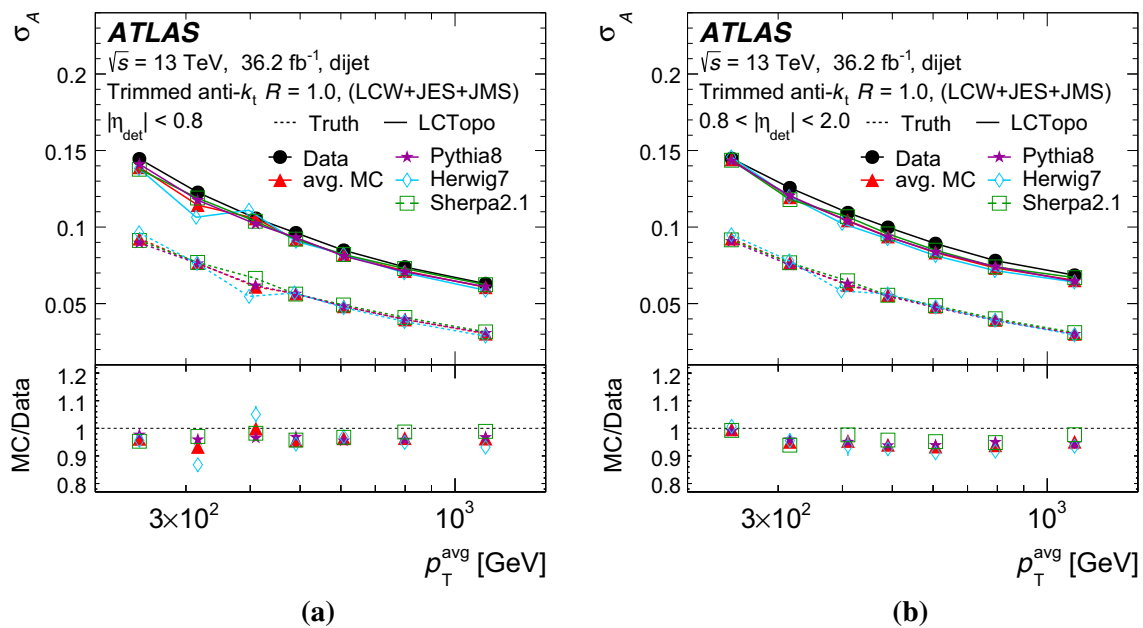 σ_A
ATLAS
√s = 13 TeV, 36.2 fb⁻¹, dijet
Trimmed anti-k_t R = 1.0, (LCW+JES+JMS)
|η_det| < 0.8
Truth
LCTopo
Data
avg. MC
Pythia8
Herwig7
Sherpa2.1
0.2
0.15
0.1
0.05
MC/Data
1.2
1.1
1
0.9
0.8
3×10²
10³
p_T^avg [GeV]
(a)
σ_A
ATLAS
√s = 13 TeV, 36.2 fb⁻¹, dijet
Trimmed anti-k_t R = 1.0, (LCW+JES+JMS)
0.8 < |η_det| < 2.0
Truth
LCTopo
Data
avg. MC
Pythia8
Herwig7
Sherpa2.1
0.2
0.15
0.1
0.05
MC/Data
1.2
1.1
1
0.9
0.8
3×10²
10³
p_T^avg [GeV]
(b)